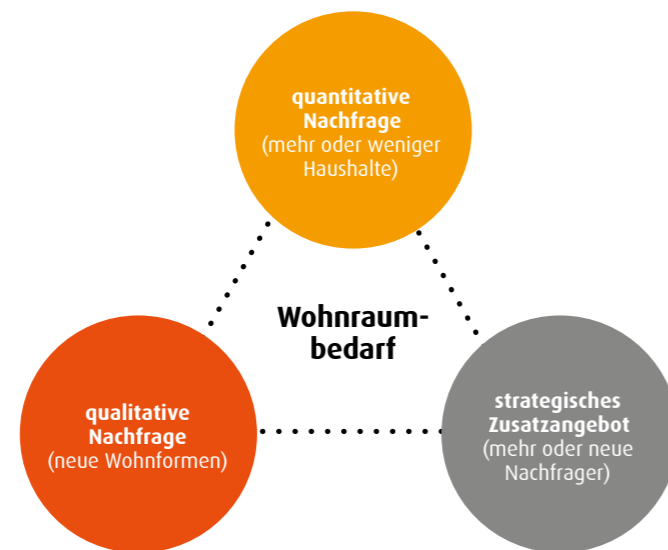 quantitative
Nachfrage
(mehr oder weniger
Haushalte)
Wohnraum-
bedarf
qualitative
Nachfrage
(neue Wohnformen)
strategisches
Zusatzangebot
(mehr oder neue
Nachfrager)